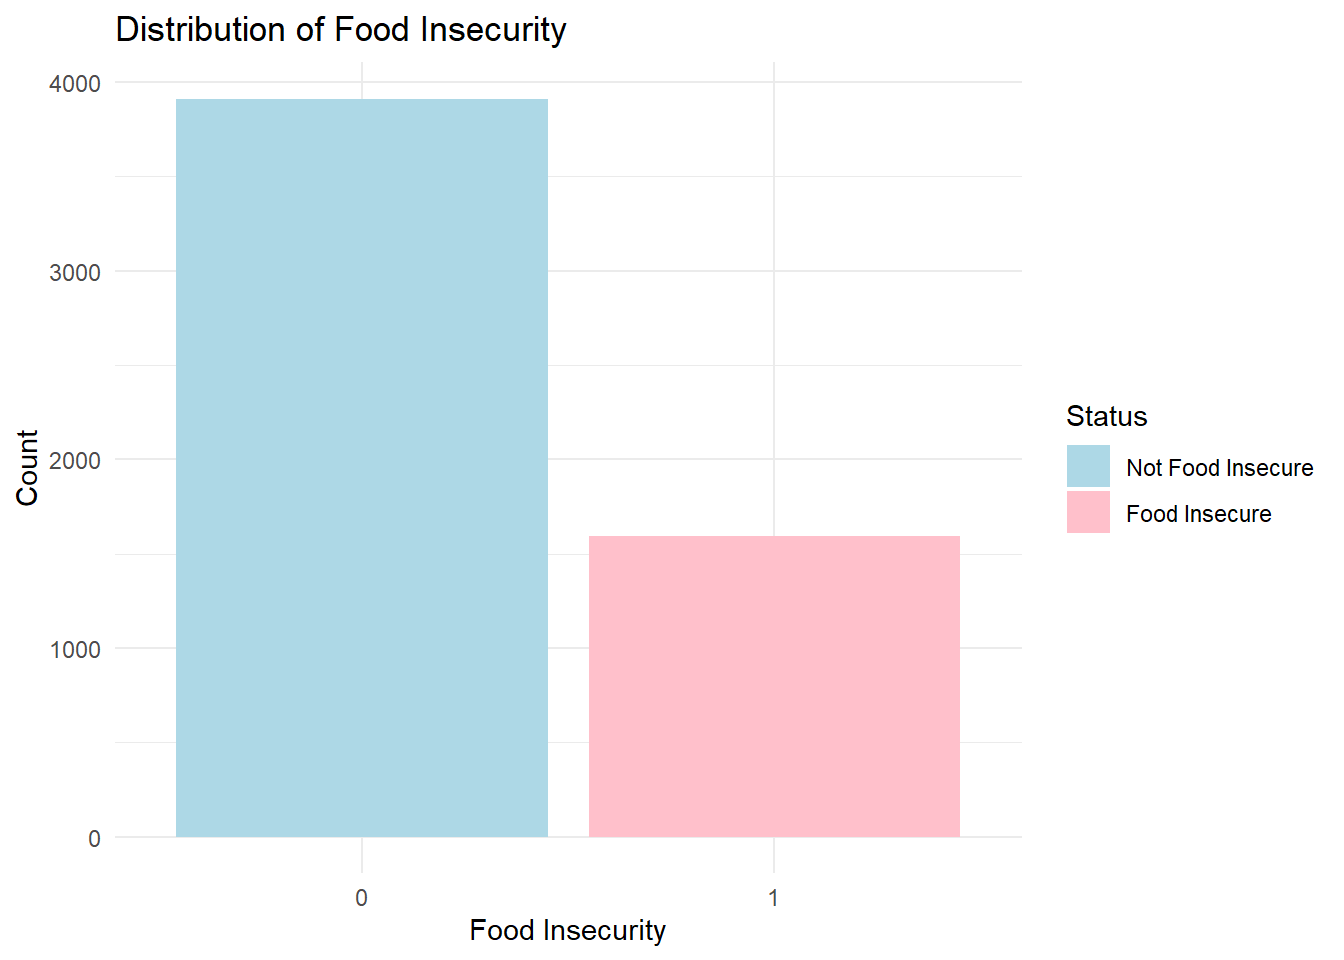 Distribution of Food Insecurity
4000
3000
2000
1000
0
Count
0
1
Food Insecurity
Status
Not Food Insecure
Food Insecure